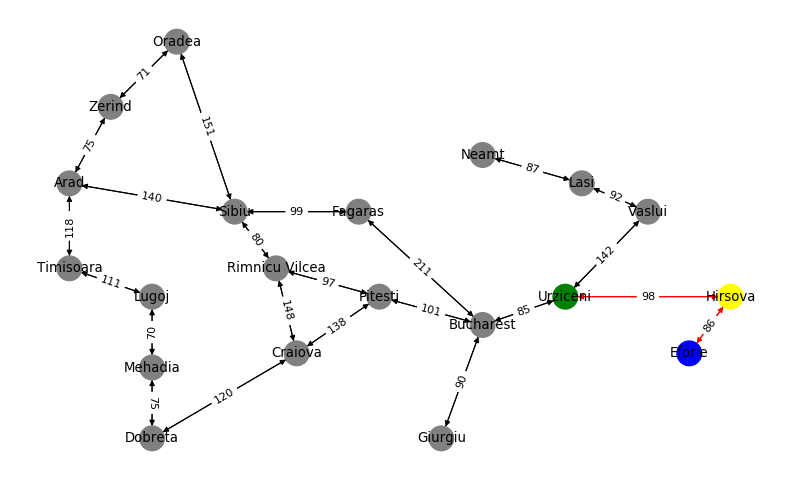 Oradea
71
Zerind
151
75
Neamt
87
Arad
Lasi
140
92
Sibiu
99
Fagaras
Vaslui
118
80
142
211
Timisoara
Rimnicu Vilcea
111
97
Lugoj
Pitesti
Urziceni
98
Hirsova
148
101
85
Bucharest
138
86
70
Craiova
Eforie
Mehadia
90
120
75
Dobreta
Giurgiu